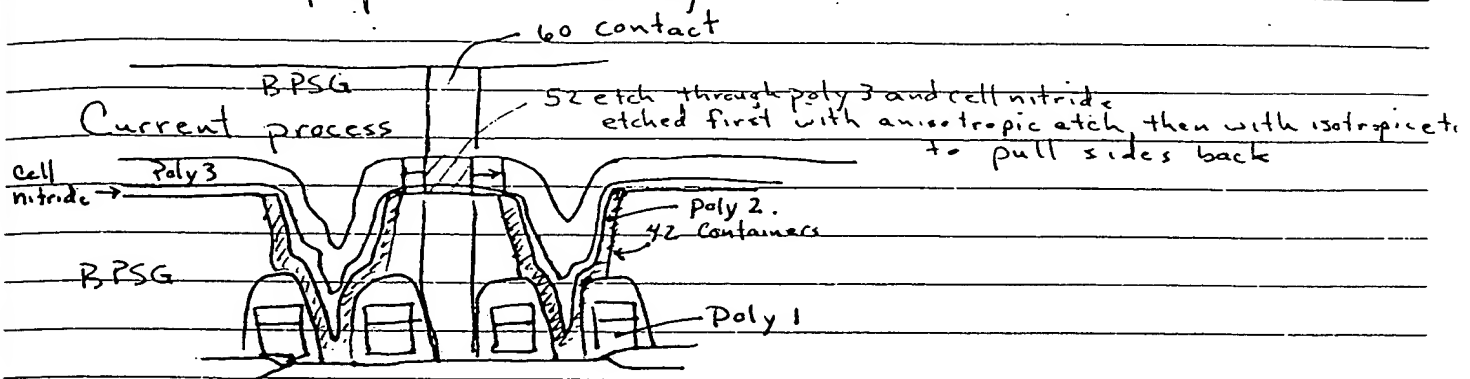 60 contact
BPSG
52 etch through poly 3 and cell nitride
Current process
etched first with anisotropic etch, then with isotropic et
to pull sides back
cell
nitride →
Poly 3
Poly 2.
42 Containers
BPSG
Poly 1